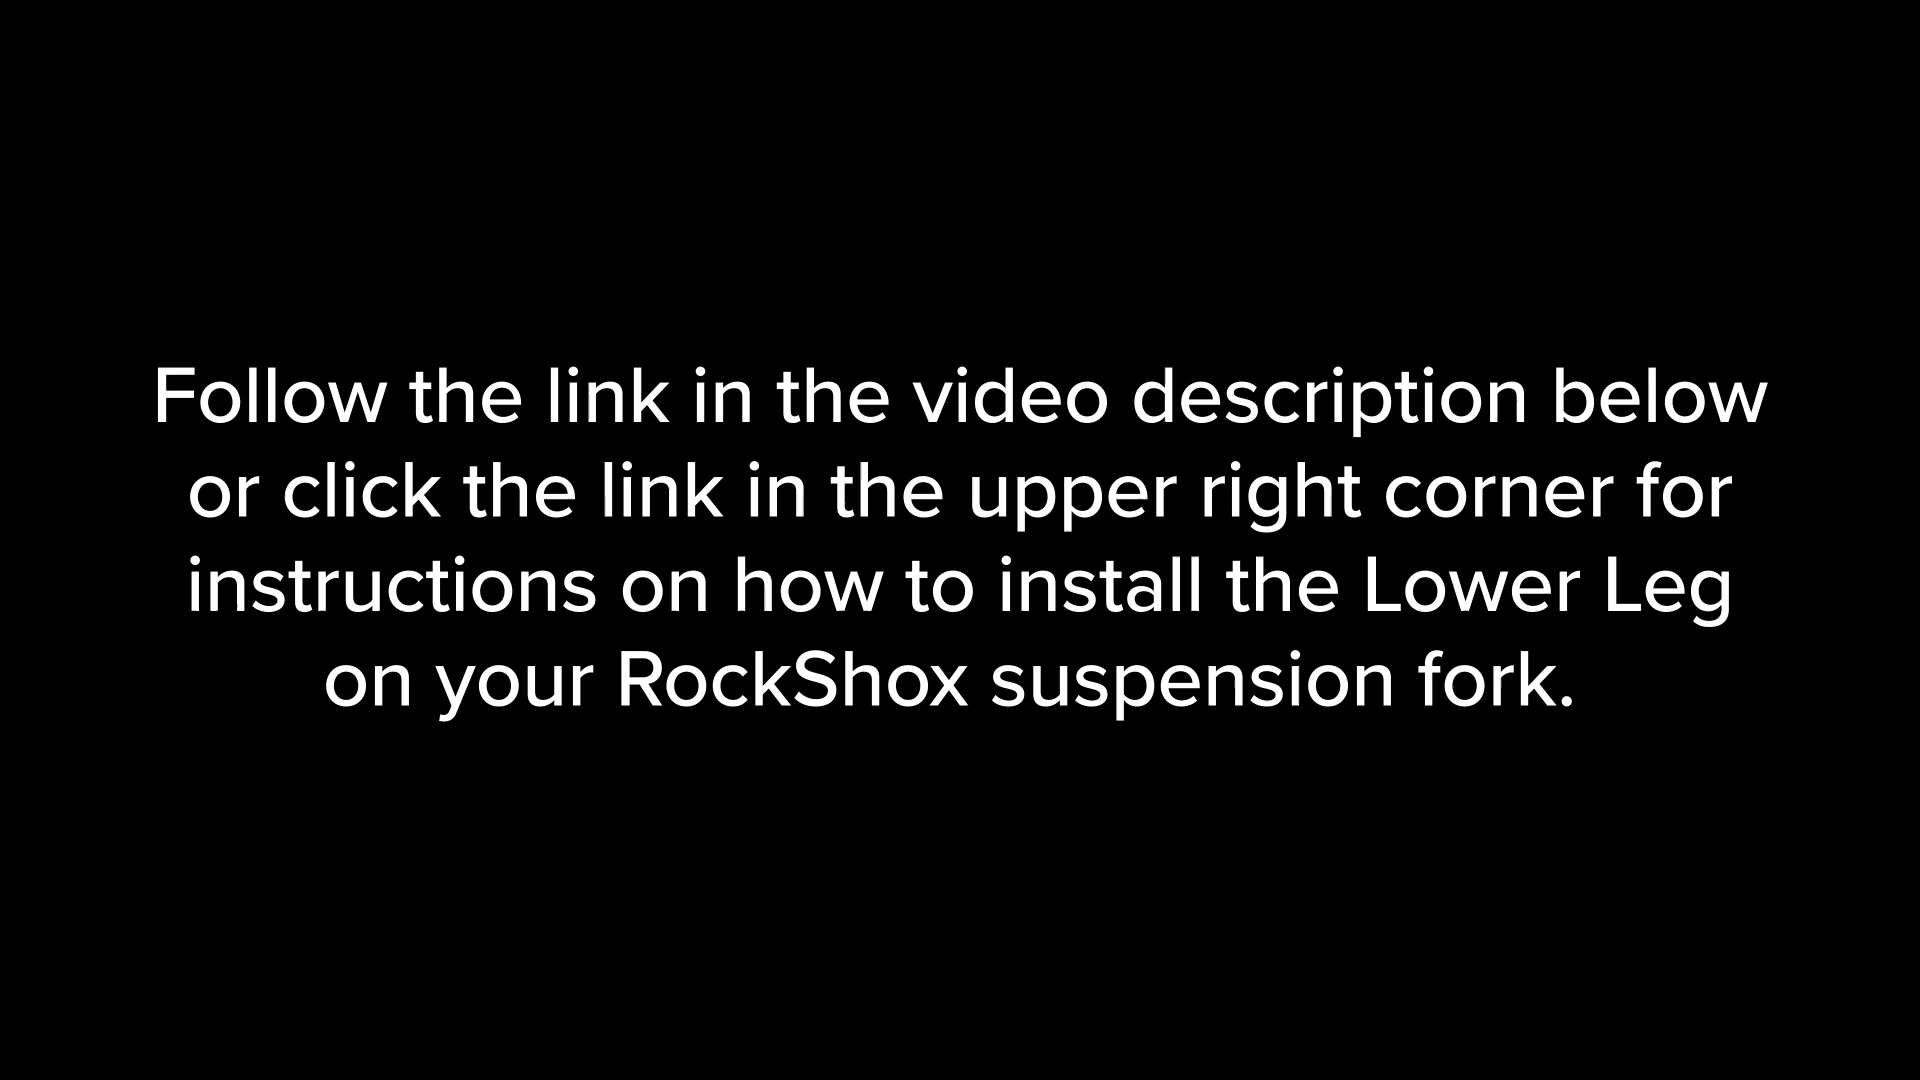 Follow the link in the video description below
or click the link in the upper right corner for
instructions on how to install the Lower Leg
on your RockShox suspension fork.